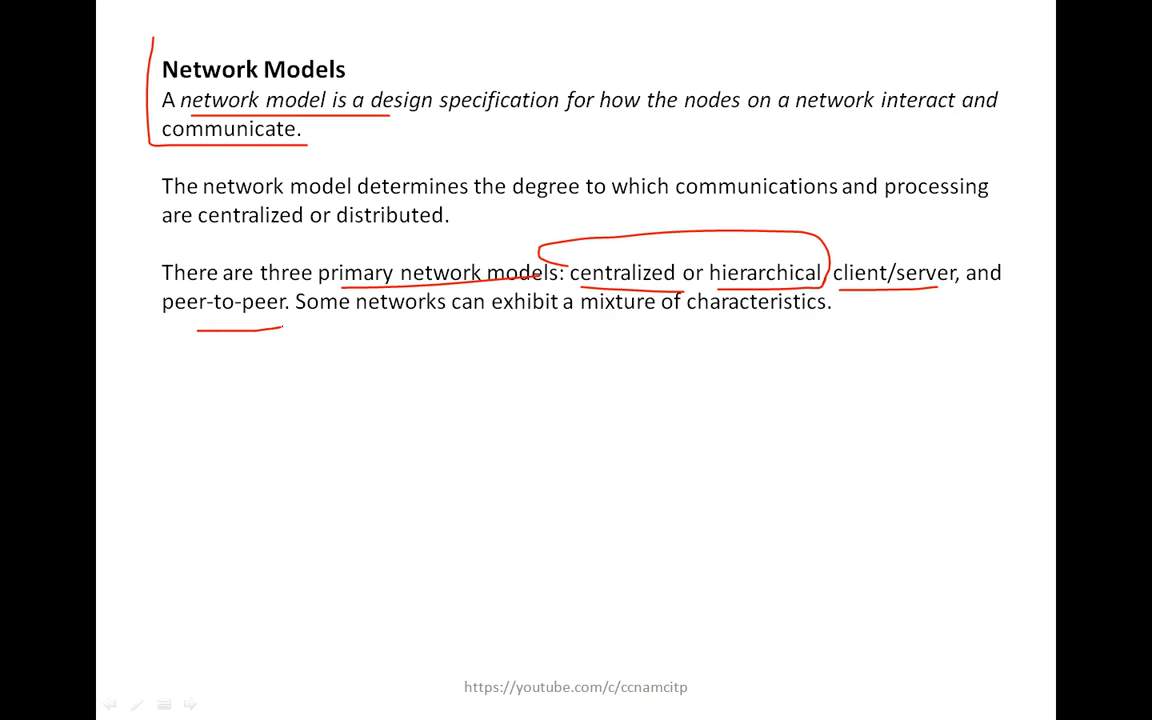 Network Models
A network model is a design specification for how the nodes on a network interact and
communicate.
The network model determines the degree to which communications and processing
are centralized or distributed.
There are three primary network models: centralized or hierarchical, client/server, and
peer-to-peer. Some networks can exhibit a mixture of characteristics.
https://youtube.com/c/ccnamcitp